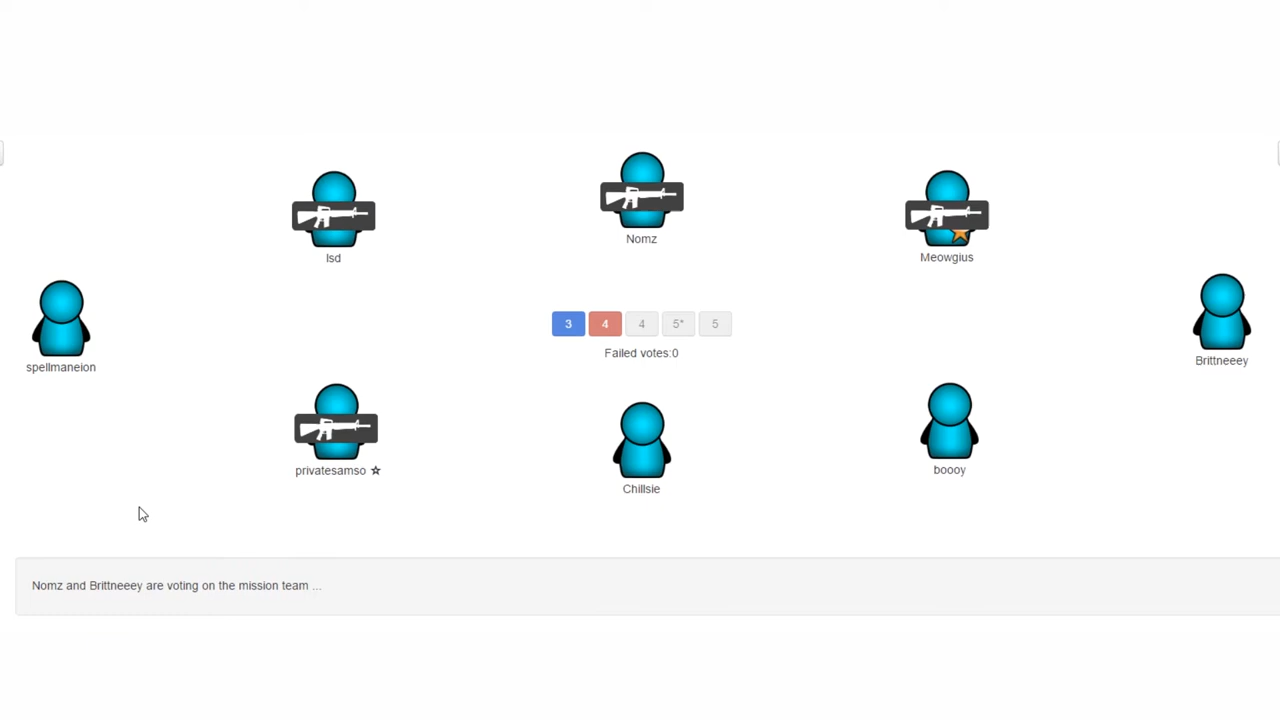 Nomz
lsd
Meowgius
3 4 4 5* 5
Failed votes:0
spellmaneion
Brittneeey
privatesamso ☆
boooy
Chillsie
Nomz and Brittneeey are voting on the mission team ...